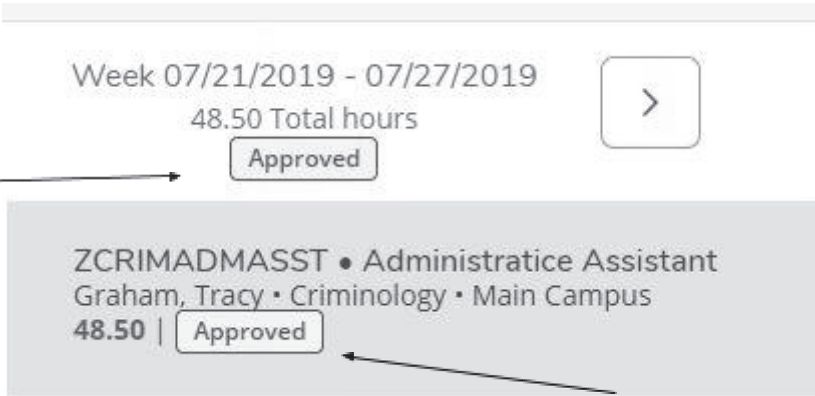 Week 07/21/2019 - 07/27/2019
48.50 Total hours
Approved
ZCRIMADMASST • Administratice Assistant
Graham, Tracy • Criminology • Main Campus
48.50 | Approved